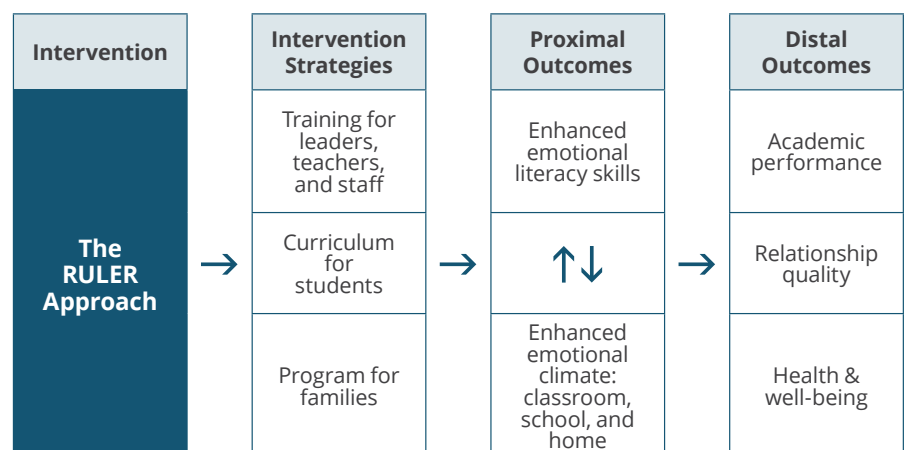 Intervention
The
RULER
Approach
→
Intervention
Strategies
Training for
leaders,
teachers,
and staff
Curriculum
for
students
Program for
families
→
Proximal
Outcomes
Enhanced
emotional
literacy skills
↑↓
Enhanced
emotional
climate:
classroom,
school, and
home
→
Distal
Outcomes
Academic
performance
Relationship
quality
Health &
well-being